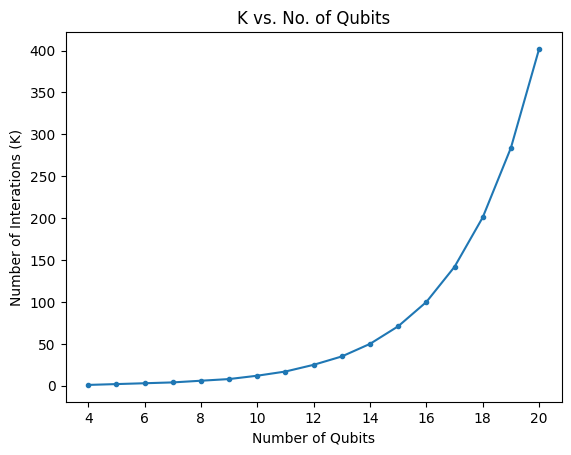 K vs. No. of Qubits
400
350
300
250
200
150
100
50
0
Number of Interations (K)
4 6 8 10 12 14 16 18 20
Number of Qubits